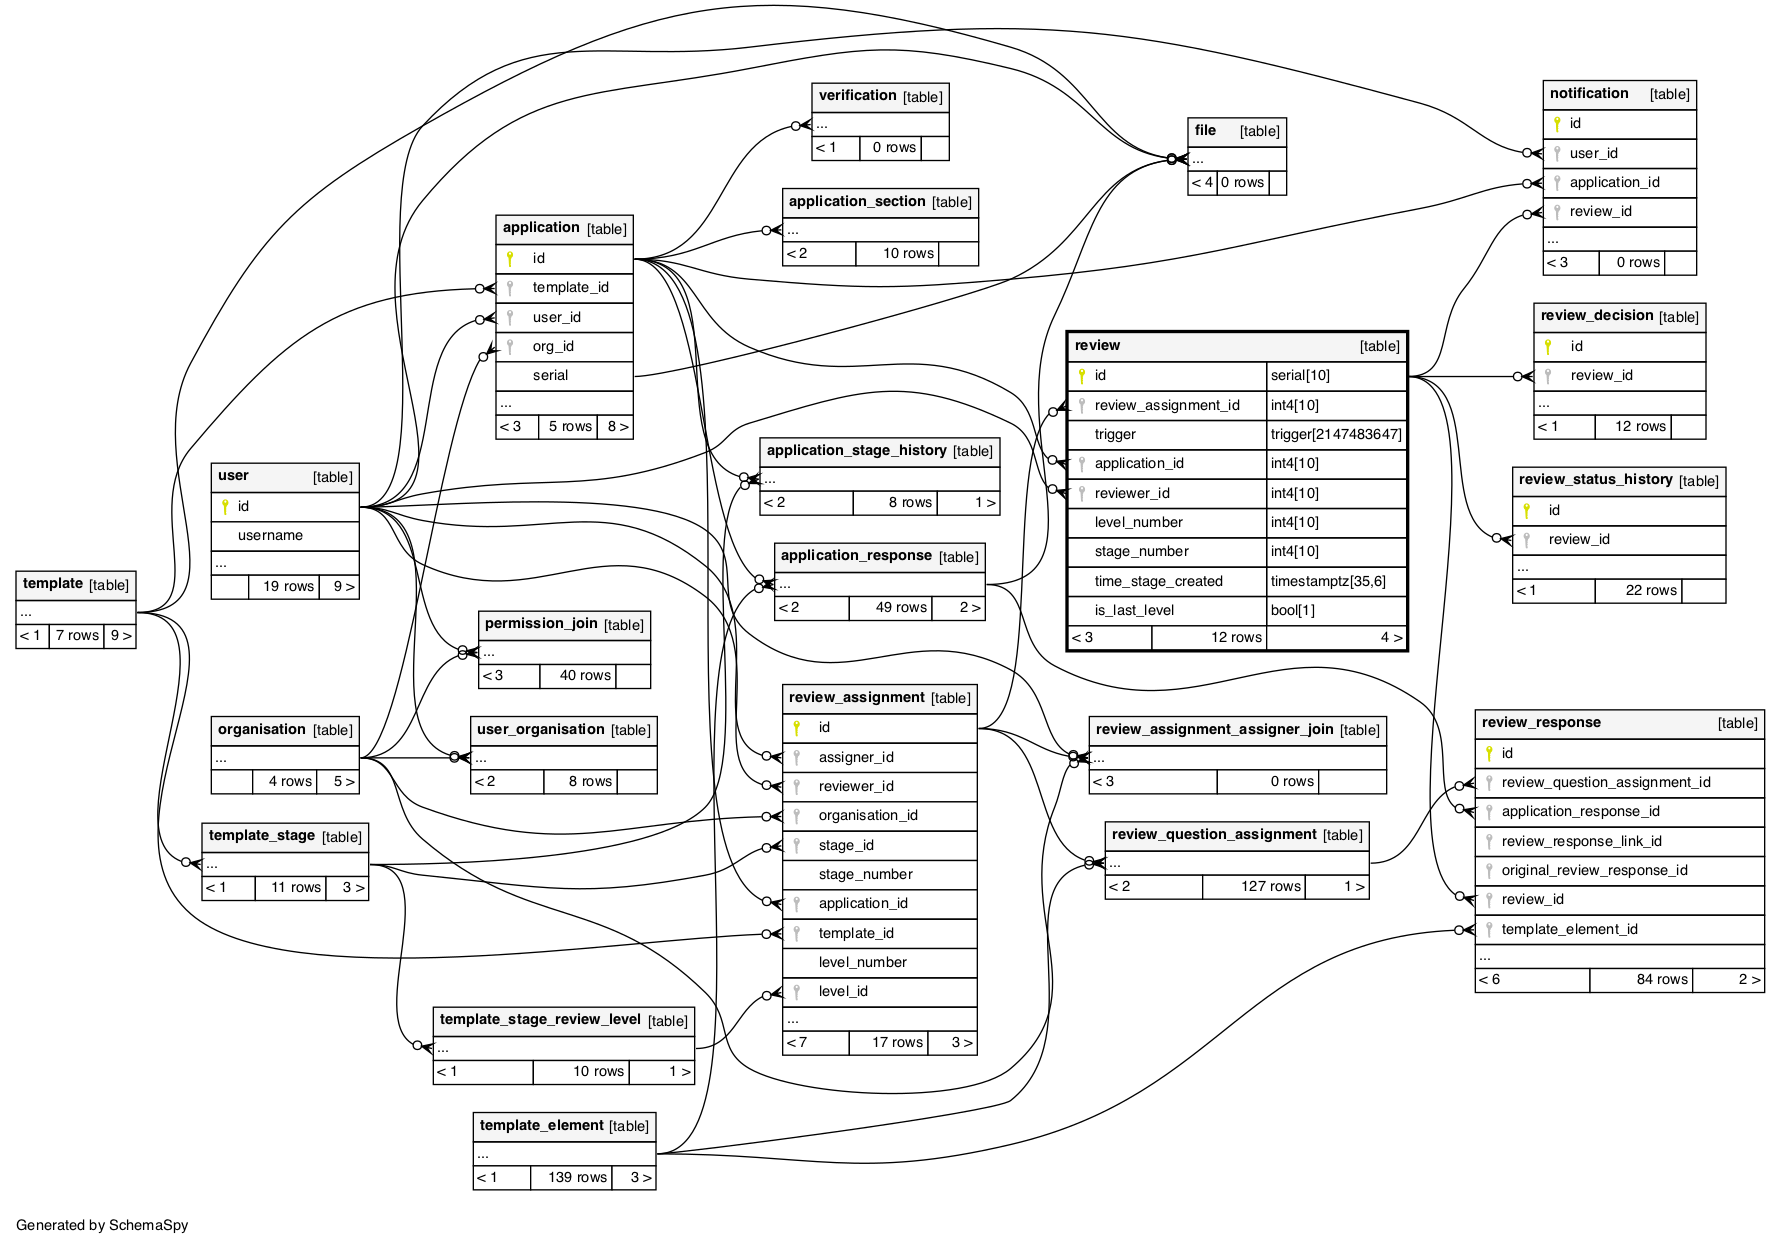 verification [table]
...
< 1 0 rows
file [table]
...
< 4 0 rows
notification [table]
id
user_id
application_id
review_id
...
< 3 0 rows
application_section [table]
...
< 2 10 rows
application [table]
id
template_id
user_id
org_id
serial
...
< 3 5 rows 8 >
review_decision [table]
id
review_id
...
< 1 12 rows
review [table]
id serial[10]
review_assignment_id int4[10]
trigger trigger[2147483647]
application_id int4[10]
reviewer_id int4[10]
level_number int4[10]
stage_number int4[10]
time_stage_created timestamptz[35,6]
is_last_level bool[1]
< 3 12 rows 4 >
application_stage_history [table]
...
< 2 8 rows 1 >
user [table]
id
username
...
19 rows 9 >
review_status_history [table]
id
review_id
...
< 1 22 rows
application_response [table]
...
< 2 49 rows 2 >
template [table]
...
< 1 7 rows 9 >
permission_join [table]
...
< 3 40 rows
review_assignment [table]
id
assigner_id
reviewer_id
organisation_id
stage_id
stage_number
application_id
template_id
level_number
level_id
...
< 7 17 rows 3 >
organisation [table]
...
4 rows 5 >
user_organisation [table]
...
< 2 8 rows
review_assignment_assigner_join [table]
...
< 3 0 rows
review_response [table]
id
review_question_assignment_id
application_response_id
review_response_link_id
original_review_response_id
review_id
template_element_id
...
< 6 84 rows 2 >
template_stage [table]
...
< 1 11 rows 3 >
review_question_assignment [table]
...
< 2 127 rows 1 >
template_stage_review_level [table]
...
< 1 10 rows 1 >
template_element [table]
...
< 1 139 rows 3 >
Generated by SchemaSpy